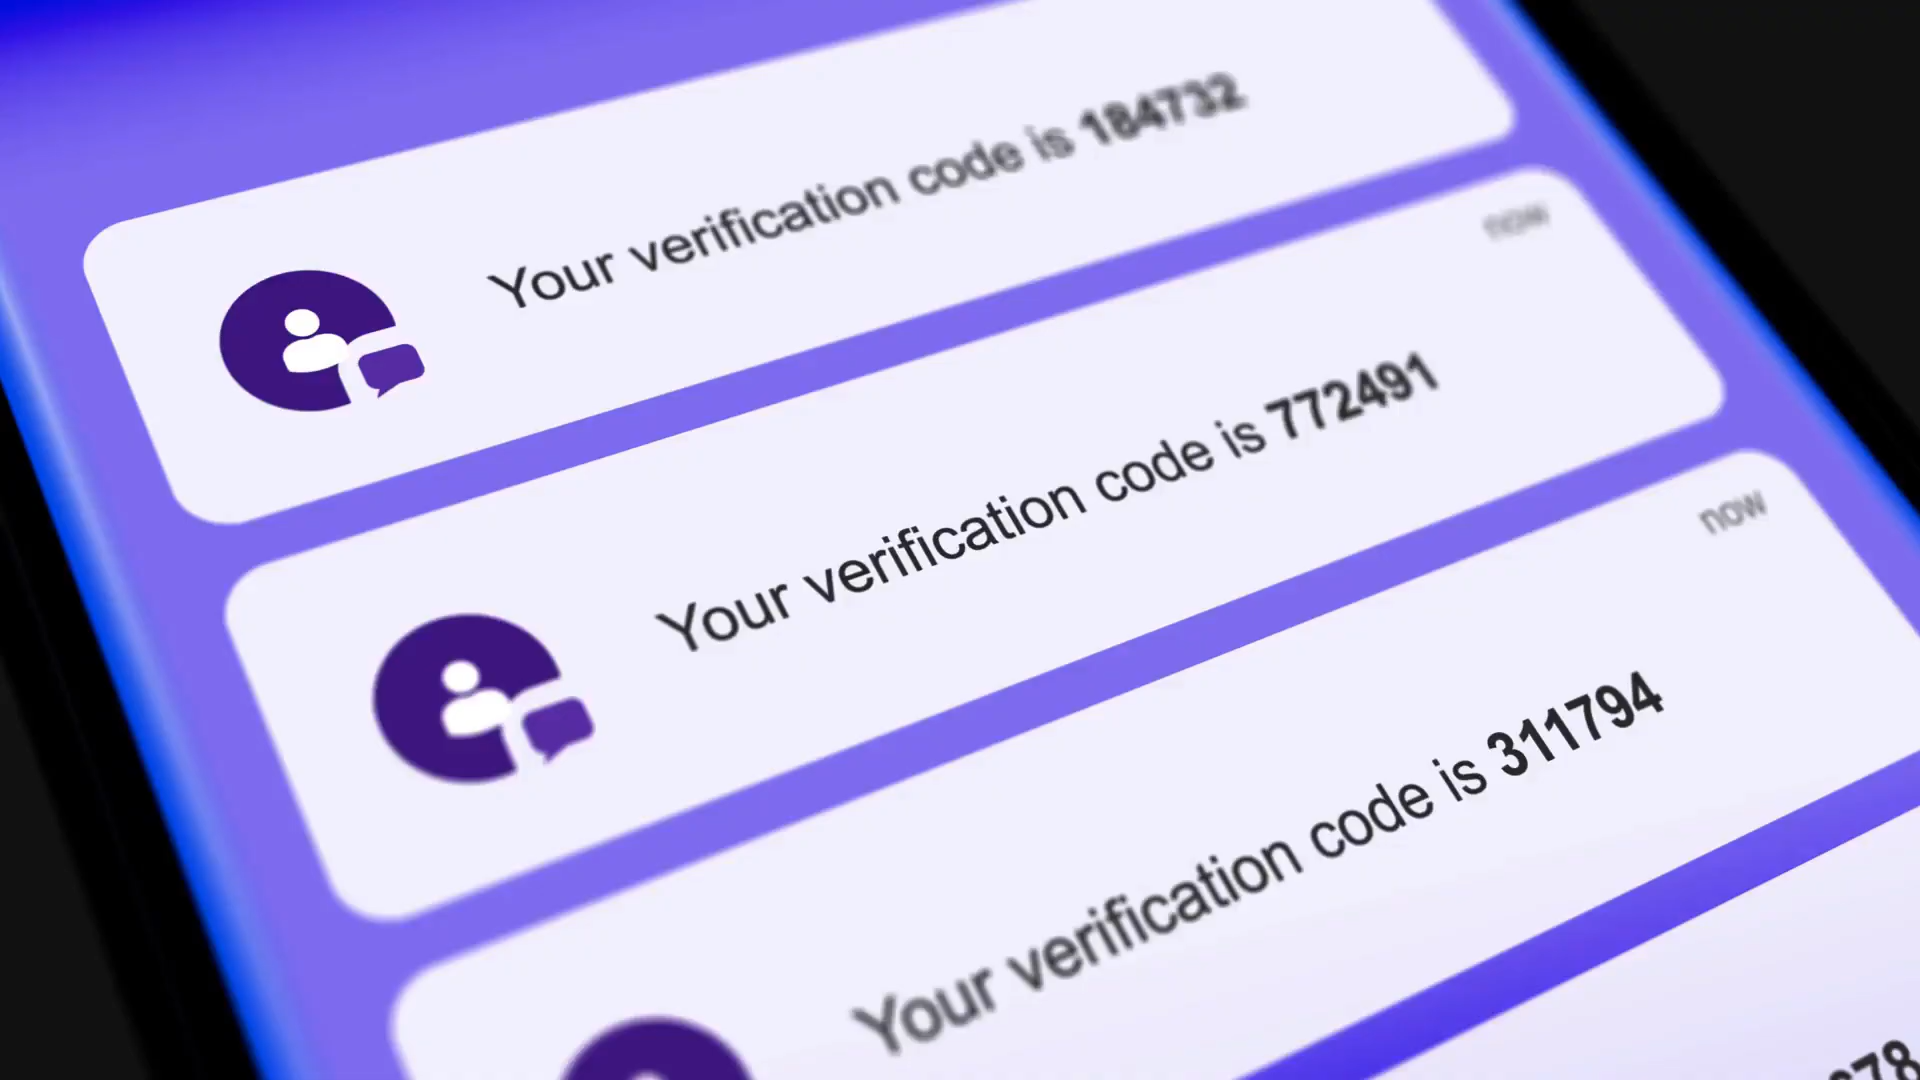 Your verification code is 184732
now
Your verification code is 772491
now
Your verification code is 311794